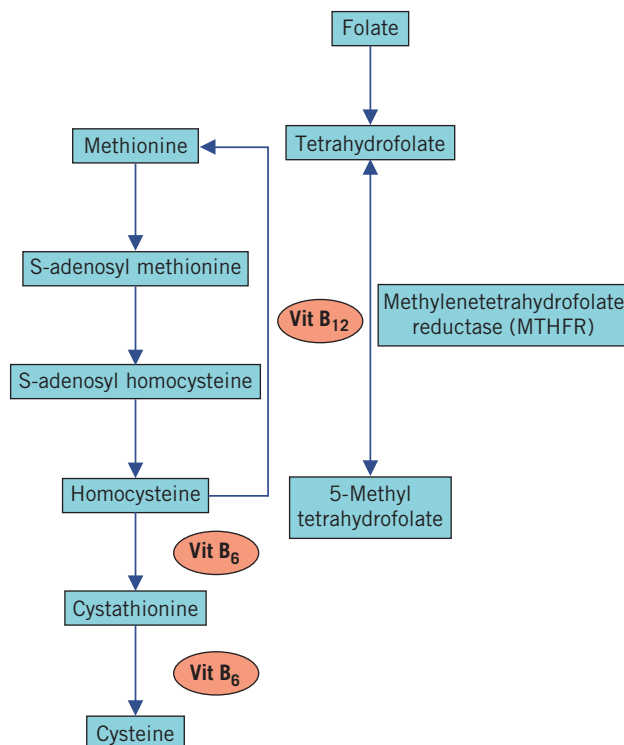 Folate
Tetrahydrofolate
Methionine
S-adenosyl methionine
Vit B₁₂
Methylenetetrahydrofolate
reductase (MTHFR)
S-adenosyl homocysteine
Homocysteine
5-Methyl
tetrahydrofolate
Vit B₆
Cystathionine
Vit B₆
Cysteine